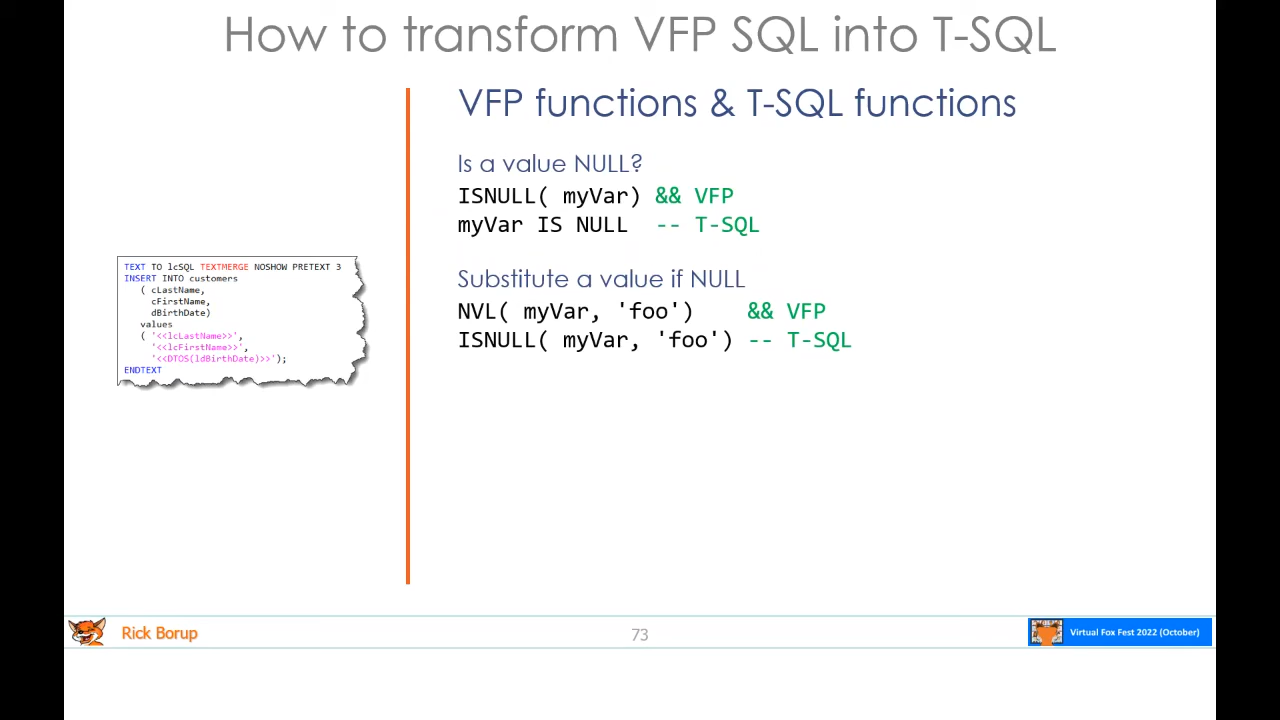 How to transform VFP SQL into T-SQL
TEXT TO lcSQL TEXTMERGE NOSHOW PRETEXT 3
INSERT INTO customers
( cLastName,
cFirstName,
dBirthDate)
values
( '<<lcLastName>>',
'<<lcFirstName>>',
'<<DTOS(ldBirthDate)>>');
ENDTEXT
VFP functions & T-SQL functions
Is a value NULL?
ISNULL( myVar) && VFP
myVar IS NULL -- T-SQL
Substitute a value if NULL
NVL( myVar, 'foo') && VFP
ISNULL( myVar, 'foo') -- T-SQL
Rick Borup
73
Virtual Fox Fest 2022 (October)